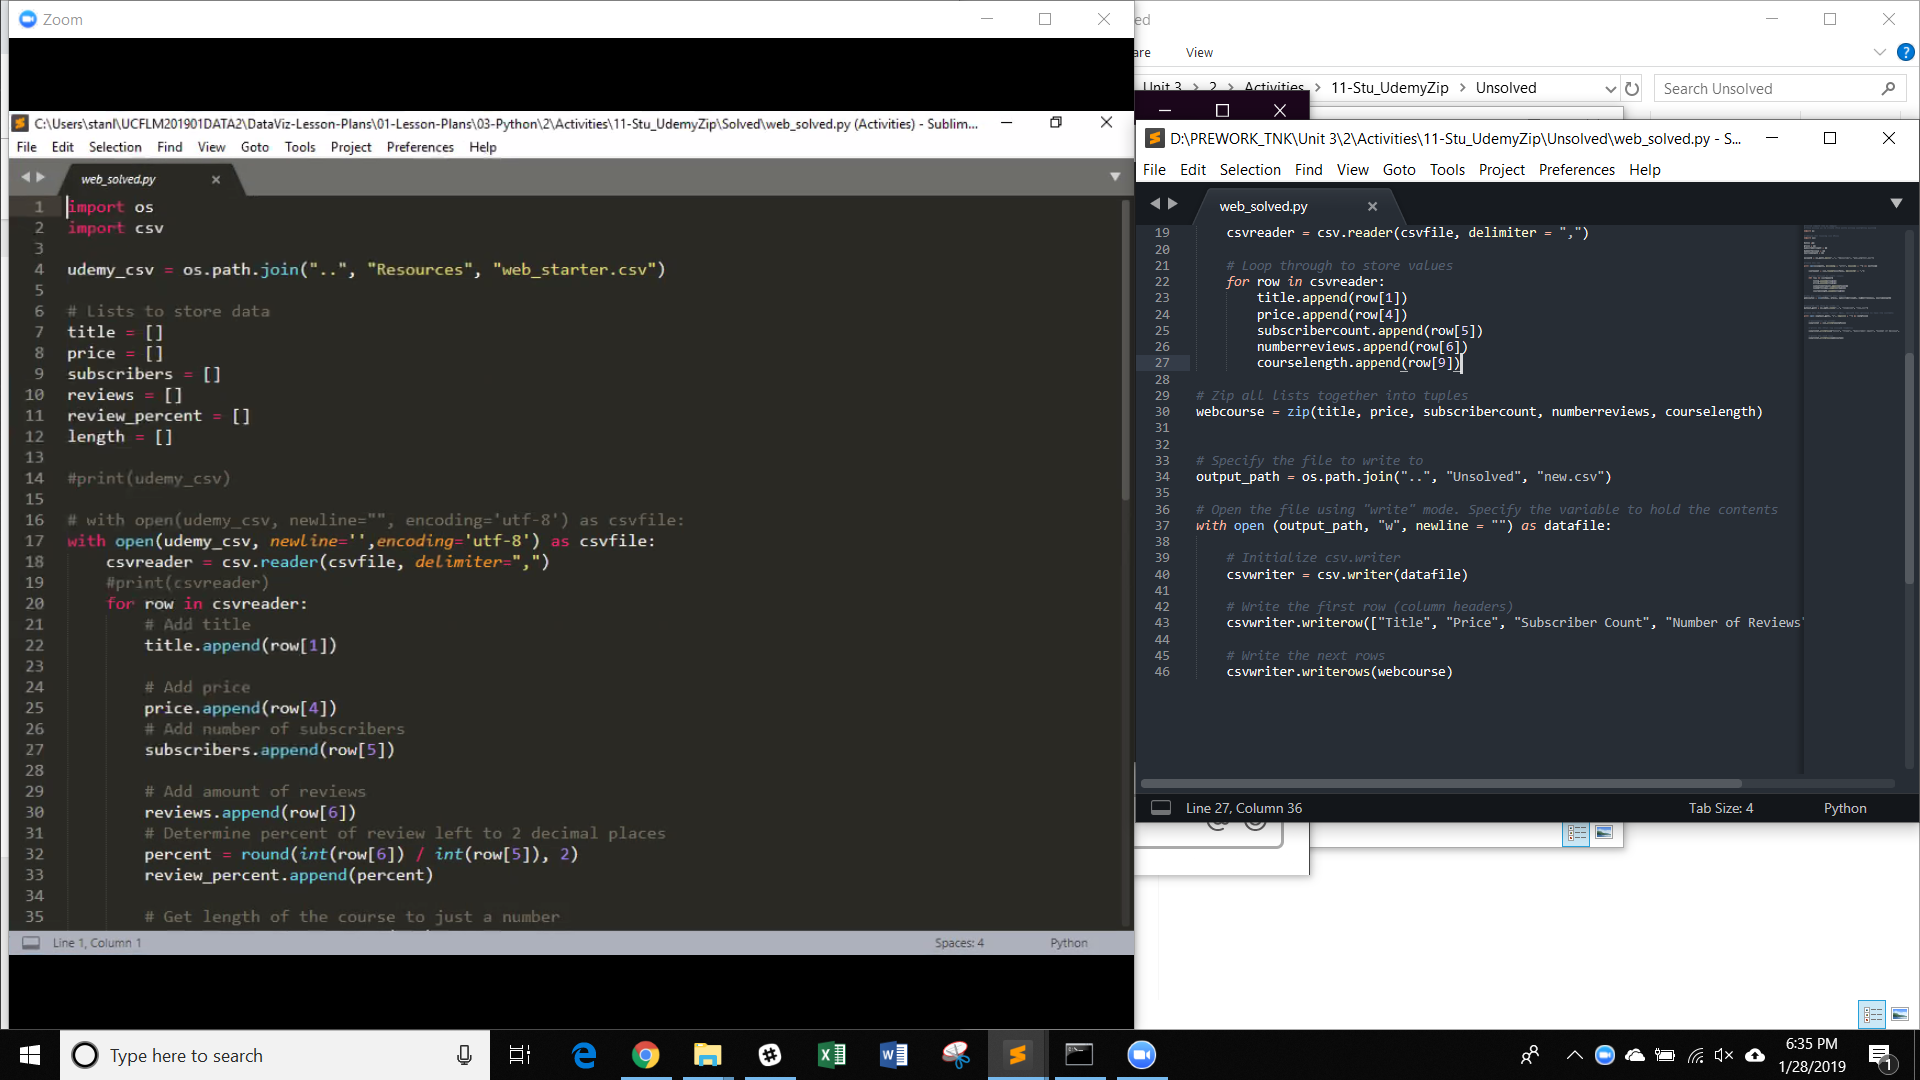 Zoom
C:\Users\stanl\UCFLM201901DATA2\DataViz-Lesson-Plans\01-Lesson-Plans\03-Python\2\Activities\11-Stu_UdemyZip\Solved\web_solved.py (Activities) - Sublim...
File Edit Selection Find View Goto Tools Project Preferences Help
web_solved.py
1 import os
2 import csv
3
4 udemy_csv = os.path.join("..", "Resources", "web_starter.csv")
5
6 # Lists to store data
7 title = []
8 price = []
9 subscribers = []
10 reviews = []
11 review_percent = []
12 length = []
13
14 #print(udemy_csv)
15
16 # with open(udemy_csv, newline="", encoding='utf-8') as csvfile:
17 with open(udemy_csv, newline='',encoding='utf-8') as csvfile:
18 csvreader = csv.reader(csvfile, delimiter=",")
19 #print(csvreader)
20 for row in csvreader:
21 # Add title
22 title.append(row[1])
23
24 # Add price
25 price.append(row[4])
26 # Add number of subscribers
27 subscribers.append(row[5])
28
29 # Add amount of reviews
30 reviews.append(row[6])
31 # Determine percent of review left to 2 decimal places
32 percent = round(int(row[6]) / int(row[5]), 2)
33 review_percent.append(percent)
34
35 # Get length of the course to just a number
Line 1, Column 1 Spaces: 4 Python
ed
are View
Unit 3 > 2 > Activities > 11-Stu_UdemyZip > Unsolved
Search Unsolved
D:\PREWORK_TNK\Unit 3\2\Activities\11-Stu_UdemyZip\Unsolved\web_solved.py - S...
File Edit Selection Find View Goto Tools Project Preferences Help
web_solved.py
19 csvreader = csv.reader(csvfile, delimiter = ",")
20
21 # Loop through to store values
22 for row in csvreader:
23 title.append(row[1])
24 price.append(row[4])
25 subscribercount.append(row[5])
26 numberreviews.append(row[6])
27 courselength.append(row[9])
28
29 # Zip all lists together into tuples
30 webcourse = zip(title, price, subscribercount, numberreviews, courselength)
31
32
33 # Specify the file to write to
34 output_path = os.path.join("..", "Unsolved", "new.csv")
35
36 # Open the file using "write" mode. Specify the variable to hold the contents
37 with open (output_path, "w", newline = "") as datafile:
38
39 # Initialize csv.writer
40 csvwriter = csv.writer(datafile)
41
42 # Write the first row (column headers)
43 csvwriter.writerow(["Title", "Price", "Subscriber Count", "Number of Reviews"
44
45 # Write the next rows
46 csvwriter.writerows(webcourse)
Line 27, Column 36 Tab Size: 4 Python
Type here to search
6:35 PM
1/28/2019
1